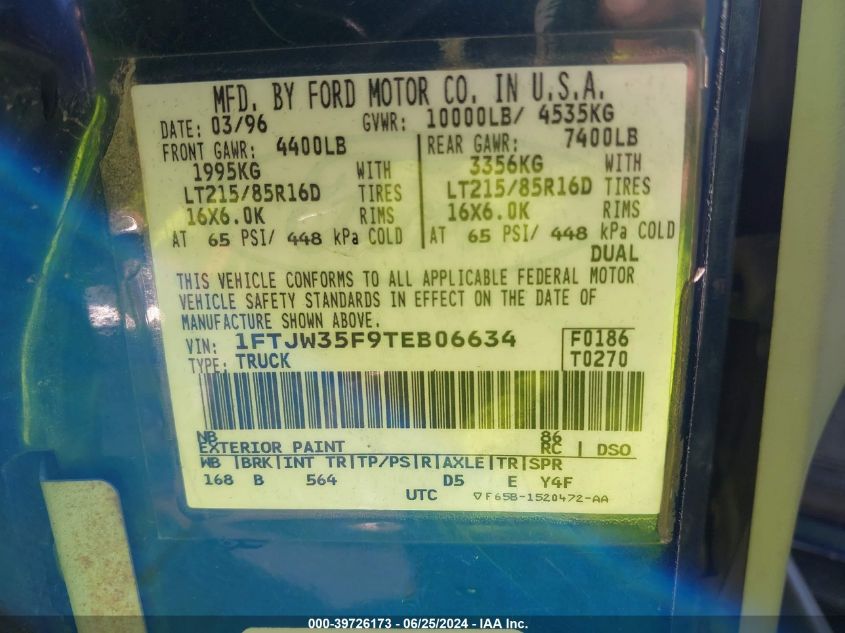 MFD. BY FORD MOTOR CO. IN U.S.A.
DATE: 03/96 GVWR: 10000LB/ 4535KG
FRONT GAWR: 4400LB REAR GAWR: 7400LB
1995KG WITH 3356KG WITH
LT215/85R16D TIRES LT215/85R16D TIRES
16X6.0K RIMS 16X6.0K RIMS
AT 65 PSI/ 448 kPa COLD AT 65 PSI/ 448 kPa COLD
DUAL
THIS VEHICLE CONFORMS TO ALL APPLICABLE FEDERAL MOTOR
VEHICLE SAFETY STANDARDS IN EFFECT ON THE DATE OF
MANUFACTURE SHOWN ABOVE.
VIN: 1FTJW35F9TEB06634 F0186
TYPE: TRUCK T0270
NB 86
EXTERIOR PAINT RC | DSO
WB |BRK|INT TR|TP/PS|R|AXLE|TR|SPR
168 B 564 D5 E Y4F
UTC ▽F65B-1520472-AA
000-39726173 - 06/25/2024 - IAA Inc.